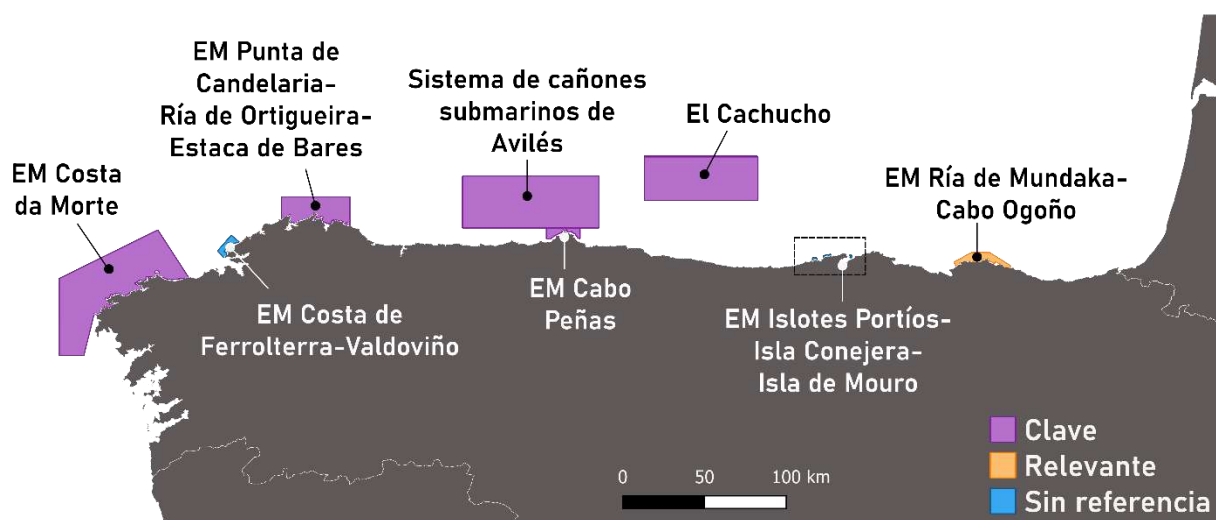 EM Punta de
Candelaria-
Ría de Ortigueira-
Estaca de Bares
Sistema de cañones
submarinos de
Avilés
El Cachucho
EM Costa
da Morte
EM Ría de Mundaka-
Cabo Ogoño
EM Costa de
Ferrolterra-Valdoviño
EM Cabo
Peñas
EM Islotes Portíos-
Isla Conejera-
Isla de Mouro
Clave
Relevante
Sin referencia
0 50 100 km